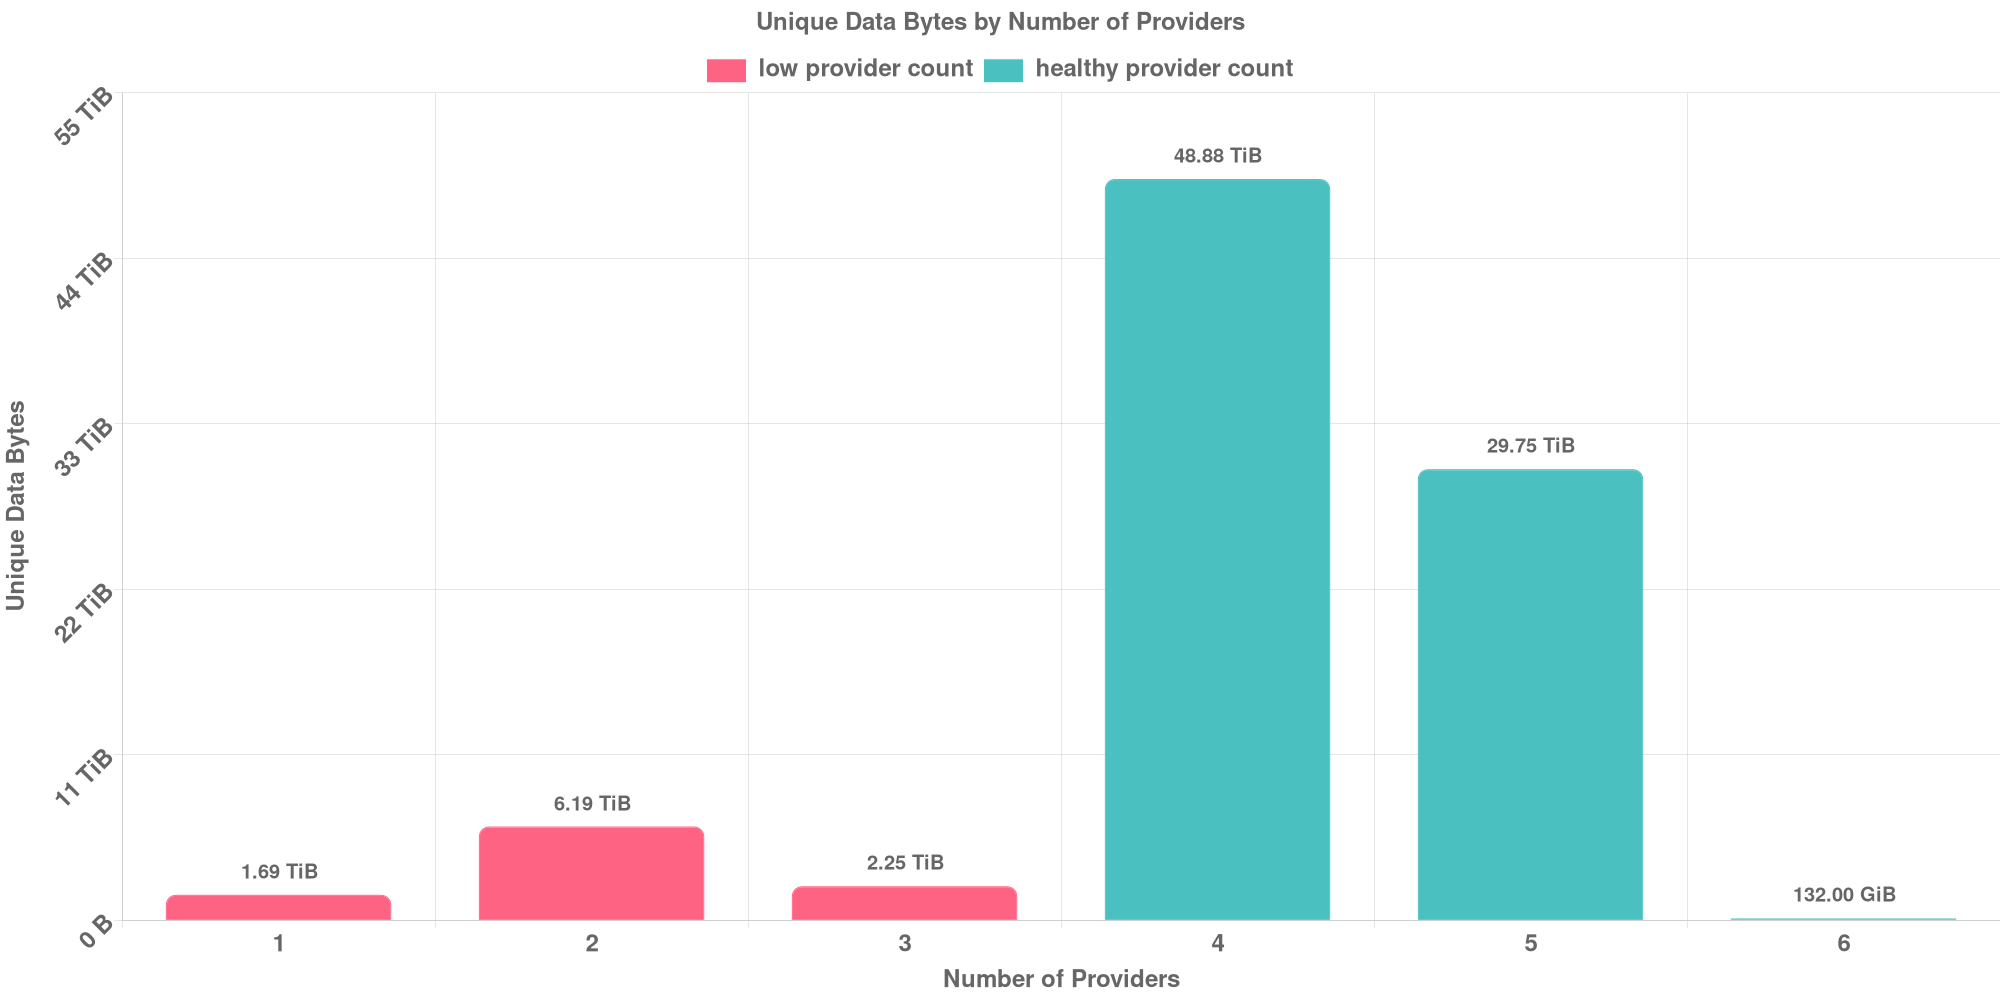 Unique Data Bytes by Number of Providers
low provider count healthy provider count
55 TiB
44 TiB
33 TiB
22 TiB
11 TiB
0 B
Unique Data Bytes
1.69 TiB
6.19 TiB
2.25 TiB
48.88 TiB
29.75 TiB
132.00 GiB
1 2 3 4 5 6
Number of Providers